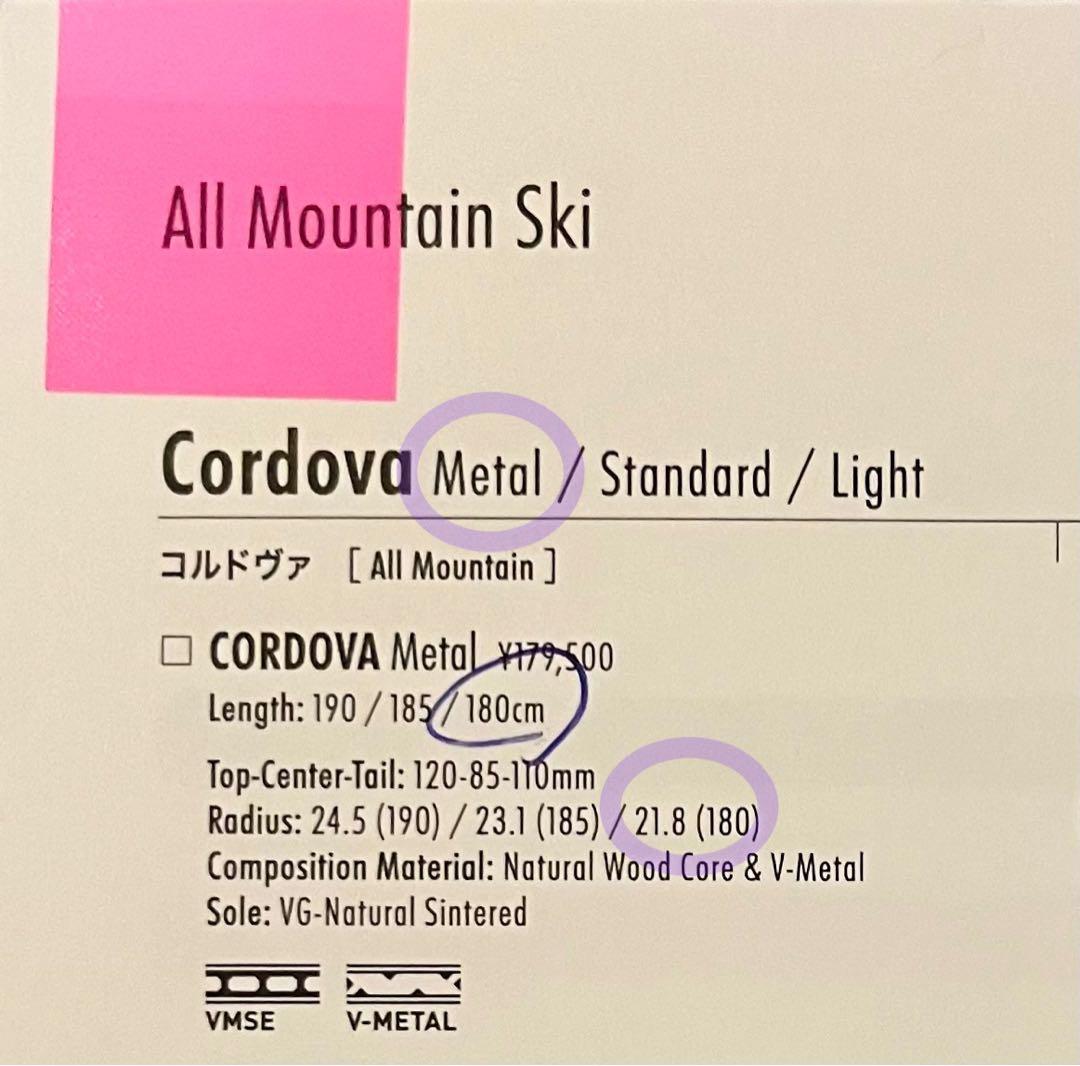 All Mountain Ski
Cordova Metal / Standard / Light
コルドヴァ [ All Mountain ]
□ CORDOVA Metal ¥179,500
Length: 190 / 185 / 180cm
Top-Center-Tail: 120-85-110mm
Radius: 24.5 (190) / 23.1 (185) / 21.8 (180)
Composition Material: Natural Wood Core & V-Metal
Sole: VG-Natural Sintered
VMSE V-METAL